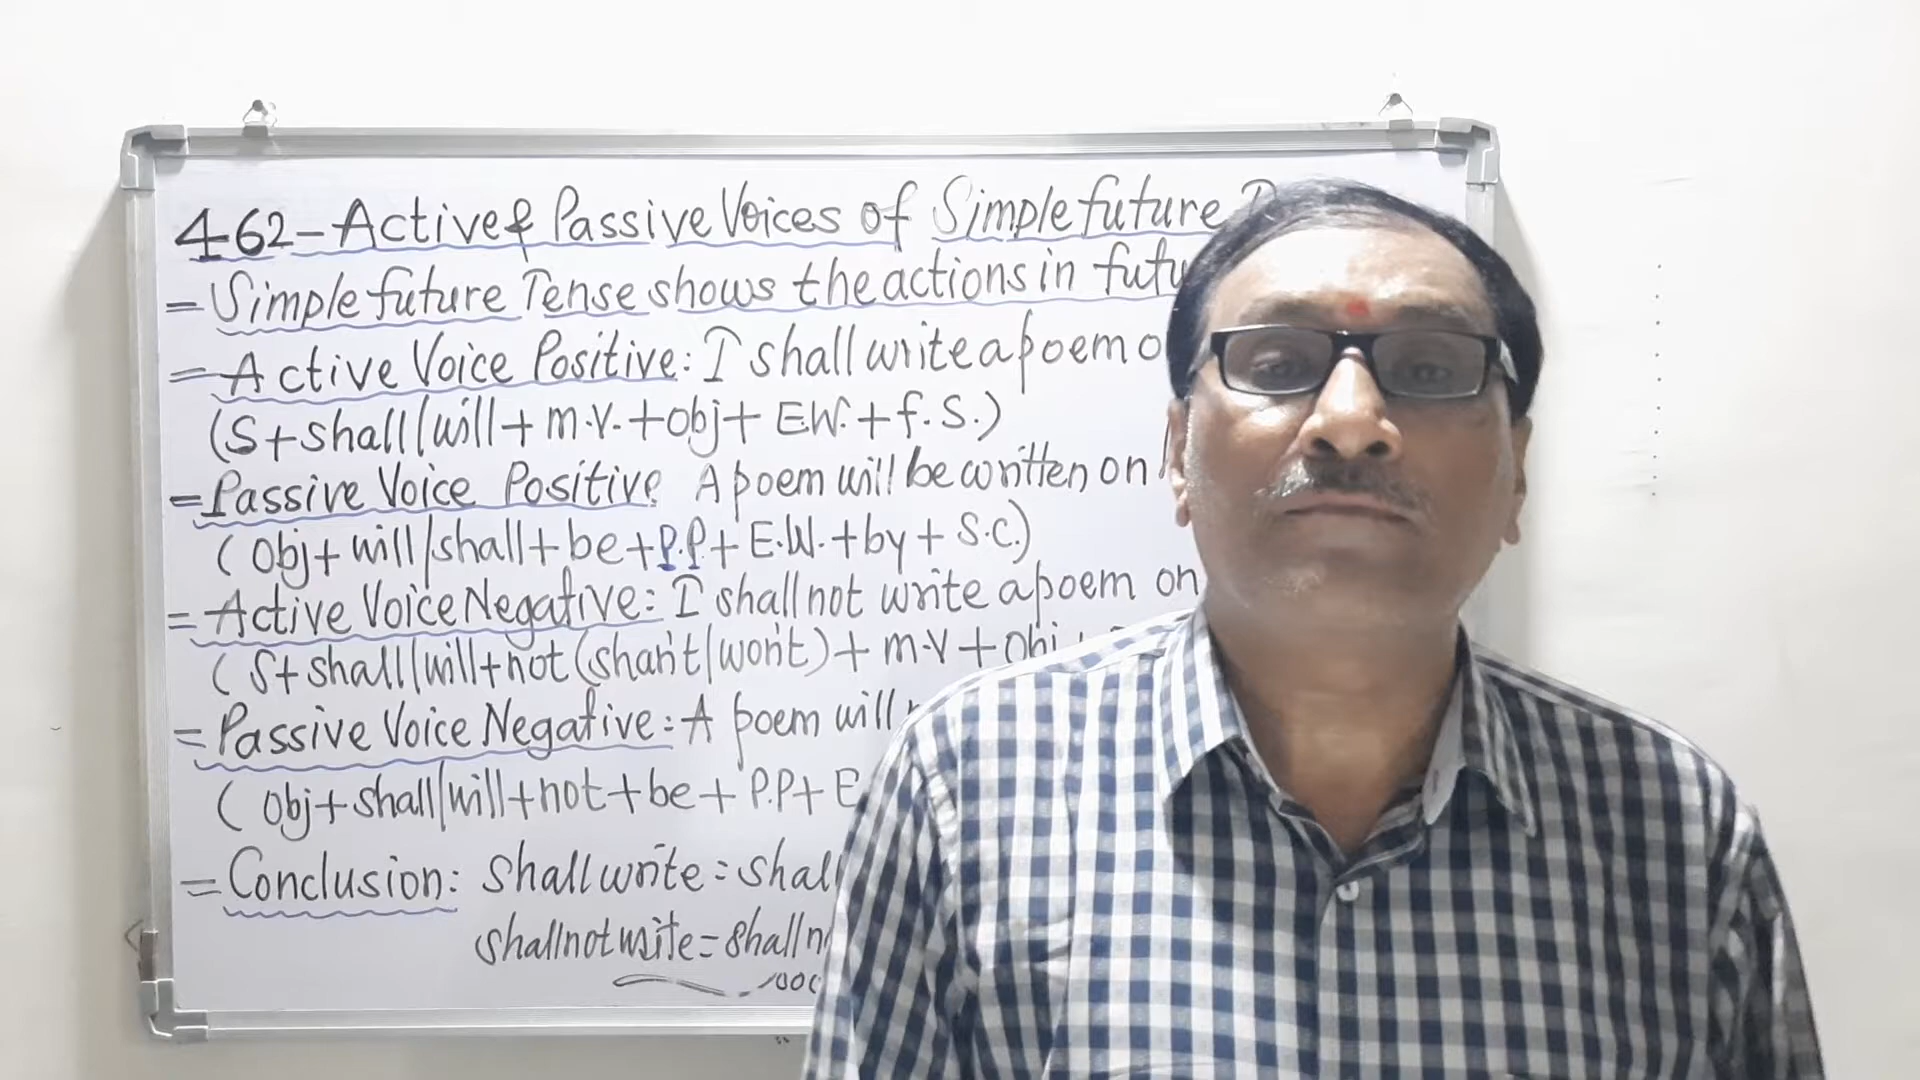 462-Active & Passive Voices of Simple future
= Simple future Tense shows the actions in futu
= Active Voice Positive: I shall write a poem o
(S+shall/will+m.v.+obj+ E.W.+f.S.)
=Passive Voice Positive A poem will be written on
(Obj+will/shall+be+P.P+E.W.+by+S.C.)
= Active Voice Negative: I shall not write a poem on
(S+shall/will+not(shan't/won't)+m.v+obj
= Passive Voice Negative:- A poem will
(Obj+shall/will+not+be+P.P+E
= Conclusion: shall write=shall
shall not write=shall n